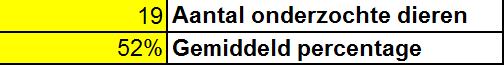 19 Aantal onderzochte dieren
52% Gemiddeld percentage